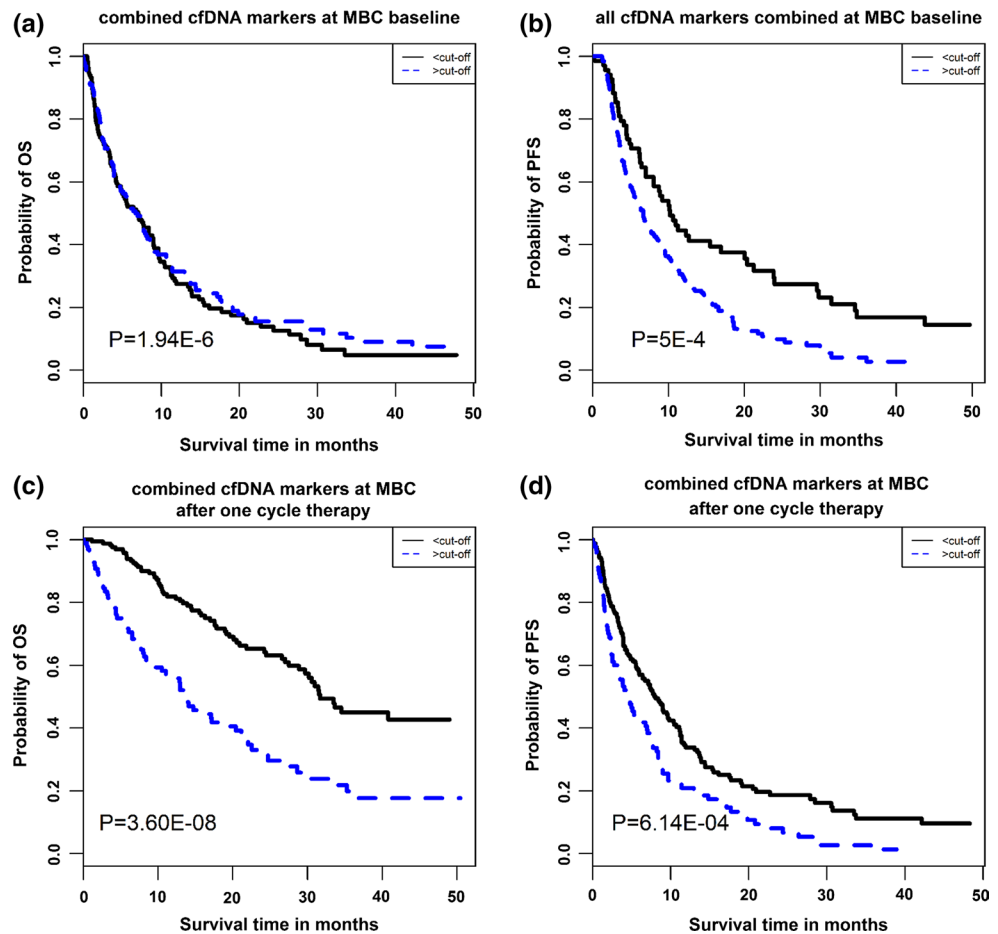 (a)
combined cfDNA markers at MBC baseline
<cut-off
>cut-off
Probability of OS
1.0
0.8
0.6
0.4
0.2
0.0
P=1.94E-6
0 10 20 30 40 50
Survival time in months
(b)
all cfDNA markers combined at MBC baseline
<cut-off
>cut-off
Probability of PFS
1.0
0.8
0.6
0.4
0.2
0.0
P=5E-4
0 10 20 30 40 50
Survival time in months
(c)
combined cfDNA markers at MBC
after one cycle therapy
<cut-off
>cut-off
Probability of OS
1.0
0.8
0.6
0.4
0.2
0.0
P=3.60E-08
0 10 20 30 40 50
Survival time in months
(d)
combined cfDNA markers at MBC
after one cycle therapy
<cut-off
>cut-off
Probability of PFS
1.0
0.8
0.6
0.4
0.2
0.0
P=6.14E-04
0 10 20 30 40 50
Survival time in months